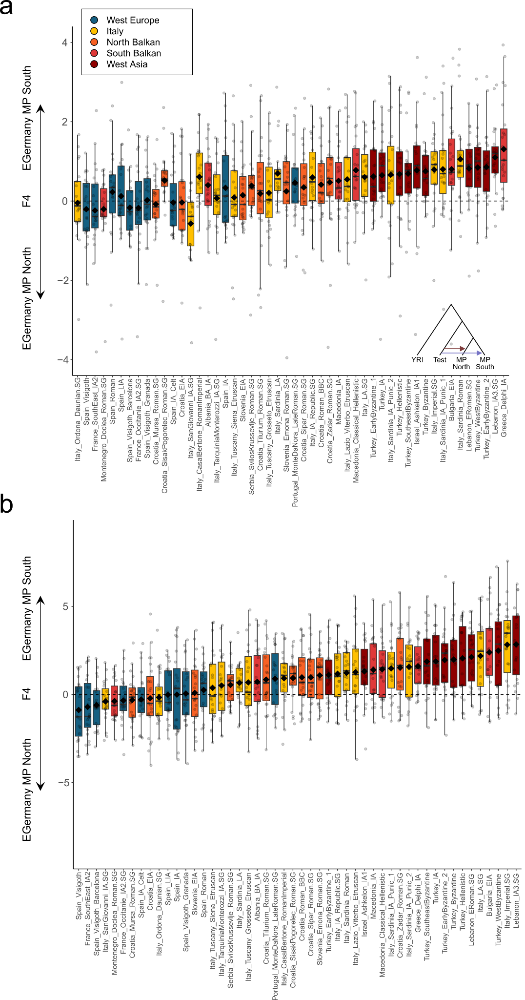 a
West Europe
Italy
North Balkan
South Balkan
West Asia
EGermany MP South
F4
EGermany MP North
4
2
0
−2
−4
YRI
Test
MP North
MP South
Italy_Ordona_Daunian.SG
Spain_Visigoth
France_SouthEast_IA2
Montenegro_Doclea_Roman.SG
Spain_Roman
Spain_LIA
Spain_Visigoth_Barcelona
France_Occitanie_IA2.SG
Spain_Visigoth_Granada
Croatia_Mursa_Roman.SG
Croatia_SisakPogorelec_Roman.SG
Spain_IA_Celt
Croatia_EIA
Italy_SanGiovanni_IA.SG
Italy_CasalBertone_RomanImperial
Albania_BA_IA
Italy_TarquiniaMonterozzi_IA.SG
Spain_IA
Italy_Tuscany_Siena_Etruscan
Slovenia_EIA
Serbia_SvilosKrussevlje_Roman.SG
Croatia_Tilurium_Roman.SG
Italy_Tuscany_Grosseto_Etruscan
Italy_Sardinia_LA
Slovenia_Emona_Roman.SG
Portugal_MonteDaNora_LateRoman.SG
Croatia_Sipar_Roman.SG
Italy_IA_Republic.SG
Croatia_Roman_BBC
Croatia_Zadar_Roman.SG
Macedonia_IA
Italy_Lazio_Viterbo_Etruscan
Macedonia_Classical_Hellenistic
Italy_LA.SG
Turkey_EarlyByzantine_1
Turkey_IA
Italy_Sardinia_IA_Punic_2
Turkey_Hellenistic
Turkey_SoutheastByzantine
Israel_Ashkelon_IA1
Turkey_Byzantine
Italy_Imperial.SG
Italy_Sardinia_IA_Punic_1
Bulgaria_EIA
Italy_Sardinia_Roman
Lebanon_ERoman.SG
Turkey_WestByzantine
Turkey_EarlyByzantine_2
Lebanon_IA3.SG
Greece_Delphi_IA
b
EGermany MP South
F4
EGermany MP North
5
0
−5
Spain_Visigoth
France_SouthEast_IA2
Spain_Visigoth_Barcelona
Italy_SanGiovanni_IA.SG
Montenegro_Doclea_Roman.SG
France_Occitanie_IA2.SG
Croatia_Mursa_Roman.SG
Spain_IA_Celt
Croatia_EIA
Italy_Ordona_Daunian.SG
Spain_LIA
Spain_IA
Spain_Visigoth_Granada
Slovenia_EIA
Spain_Roman
Italy_Tuscany_Siena_Etruscan
Italy_TarquiniaMonterozzi_IA.SG
Serbia_SvilosKrussevlje_Roman.SG
Italy_Sardinia_LA
Italy_Tuscany_Grosseto_Etruscan
Albania_BA_IA
Croatia_Tilurium_Roman.SG
Portugal_MonteDaNora_LateRoman.SG
Italy_CasalBertone_RomanImperial
Croatia_SisakPogorelec_Roman.SG
Croatia_Roman_BBC
Croatia_Sipar_Roman.SG
Slovenia_Emona_Roman.SG
Turkey_EarlyByzantine_1
Italy_IA_Republic.SG
Italy_Sardinia_Roman
Italy_Lazio_Viterbo_Etruscan
Israel_Ashkelon_IA1
Macedonia_IA
Macedonia_Classical_Hellenistic
Italy_Sardinia_IA_Punic_1
Croatia_Zadar_Roman.SG
Italy_Sardinia_IA_Punic_2
Greece_Delphi_IA
Turkey_SoutheastByzantine
Turkey_IA
Turkey_EarlyByzantine_2
Turkey_Byzantine
Turkey_Hellenistic
Lebanon_ERoman.SG
Italy_LA.SG
Bulgaria_EIA
Turkey_WestByzantine
Italy_Imperial.SG
Lebanon_IA3.SG